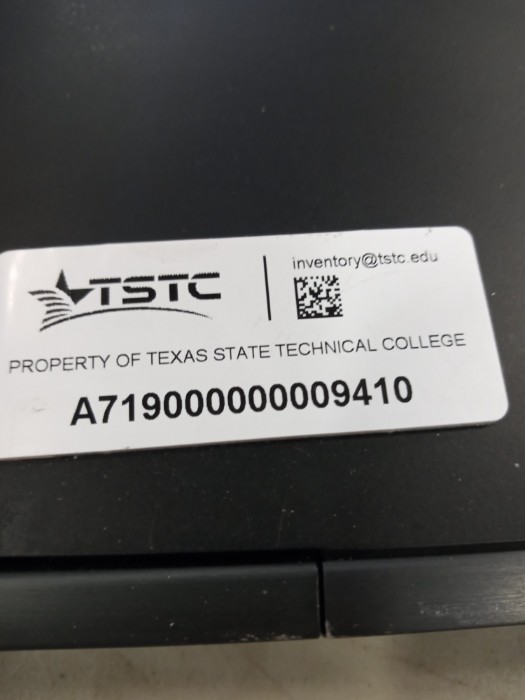 TSTC
inventory@tstc.edu
PROPERTY OF TEXAS STATE TECHNICAL COLLEGE
A719000000009410